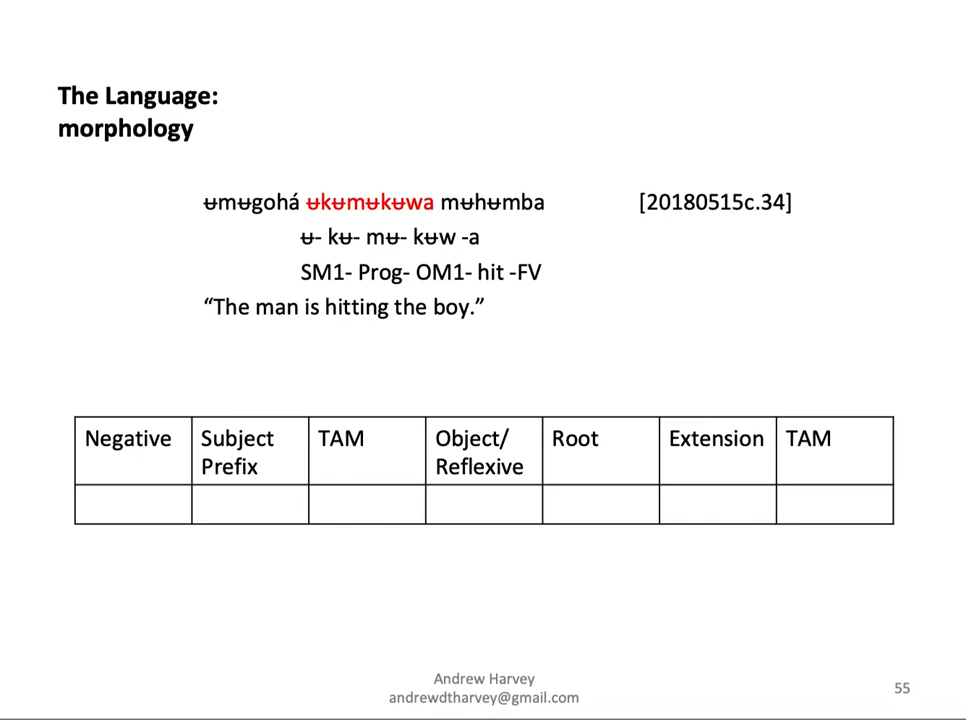 The Language:
morphology
ʉmʉgohá ʉkʉmʉkʉwa mʉhʉmba [20180515c.34]
ʉ- kʉ- mʉ- kʉw -a
SM1- Prog- OM1- hit -FV
“The man is hitting the boy.”
Negative Subject Prefix TAM Object/ Reflexive Root Extension TAM
Andrew Harvey
andrewdtharvey@gmail.com
55